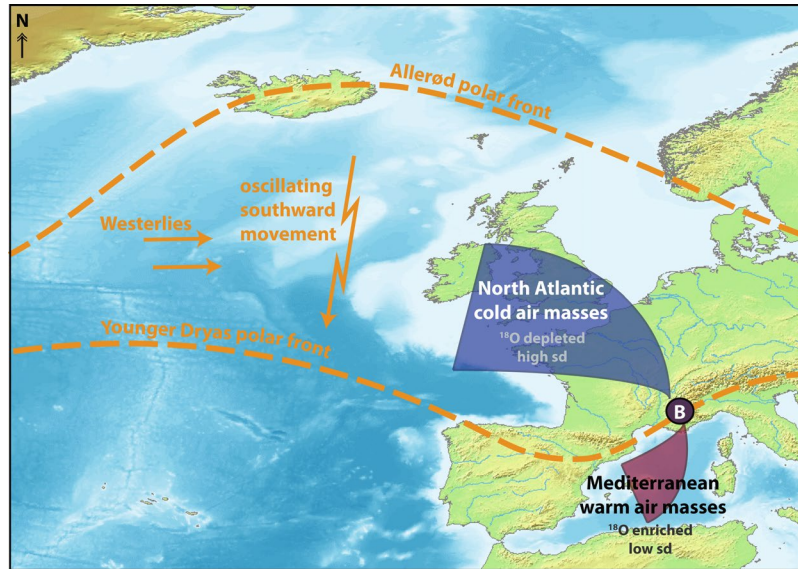 N
Allerød polar front
oscillating
southward
movement
Westerlies
North Atlantic
cold air masses
¹⁸O depleted
high sd
Younger Dryas polar front
B
Mediterranean
warm air masses
¹⁸O enriched
low sd